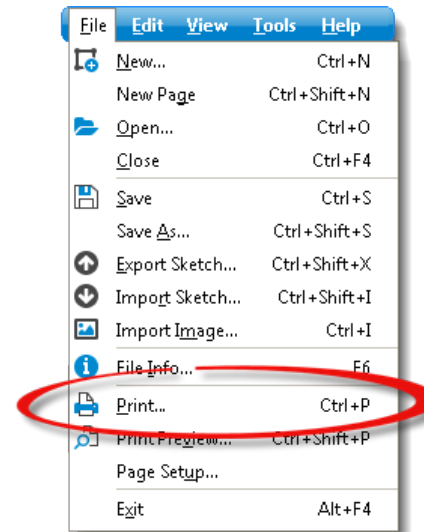 File Edit View Tools Help
New... Ctrl+N
New Page Ctrl+Shift+N
Open... Ctrl+O
Close Ctrl+F4
Save Ctrl+S
Save As... Ctrl+Shift+S
Export Sketch... Ctrl+Shift+X
Import Sketch... Ctrl+Shift+I
Import Image... Ctrl+I
File Info... F6
Print... Ctrl+P
Print Preview... Ctrl+Shift+P
Page Setup...
Exit Alt+F4